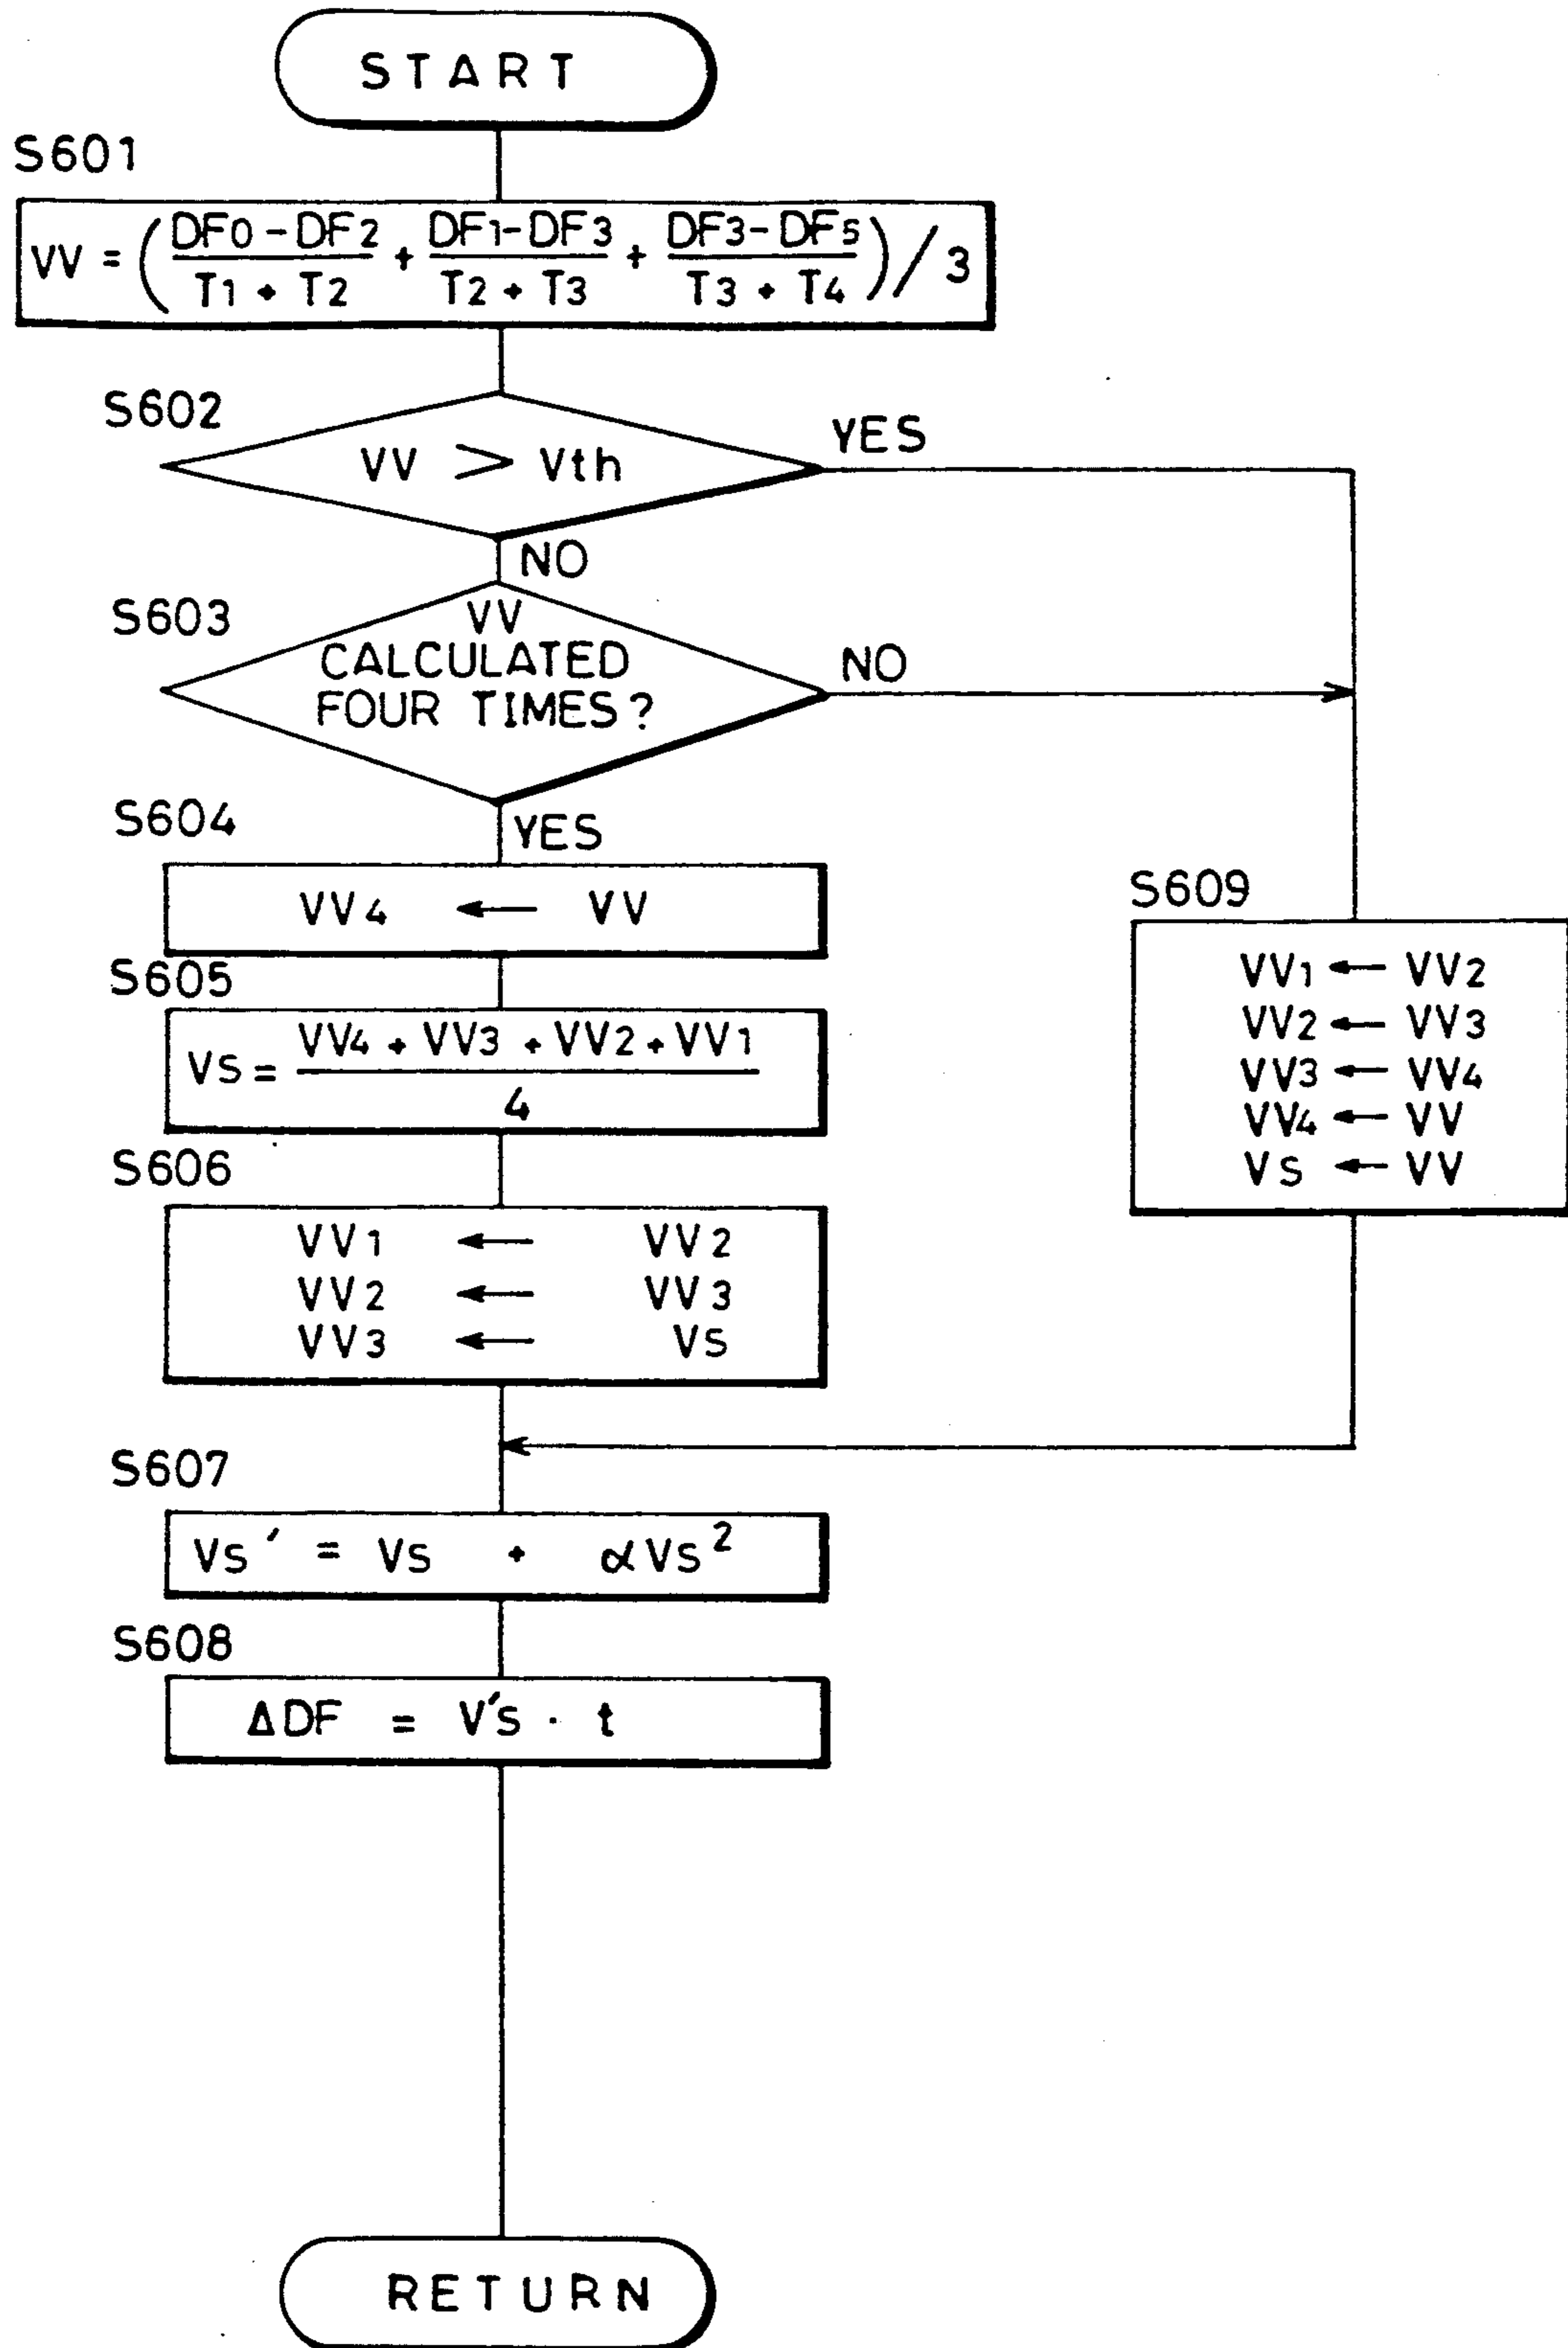 START
S601
VV = ( DF0 - DF2 / T1 + T2 + DF1 - DF3 / T2 + T3 + DF3 - DF5 / T3 + T4 ) / 3
S602
VV > Vth
YES
NO
S603
VV
CALCULATED
FOUR TIMES?
NO
YES
S604
VV4 ← VV
S605
VS = VV4 + VV3 + VV2 + VV1 / 4
S606
VV1 ← VV2
VV2 ← VV3
VV3 ← VS
S609
VV1 ← VV2
VV2 ← VV3
VV3 ← VV4
VV4 ← VV
VS ← VV
S607
VS' = VS + αVS²
S608
ΔDF = V'S · t
RETURN